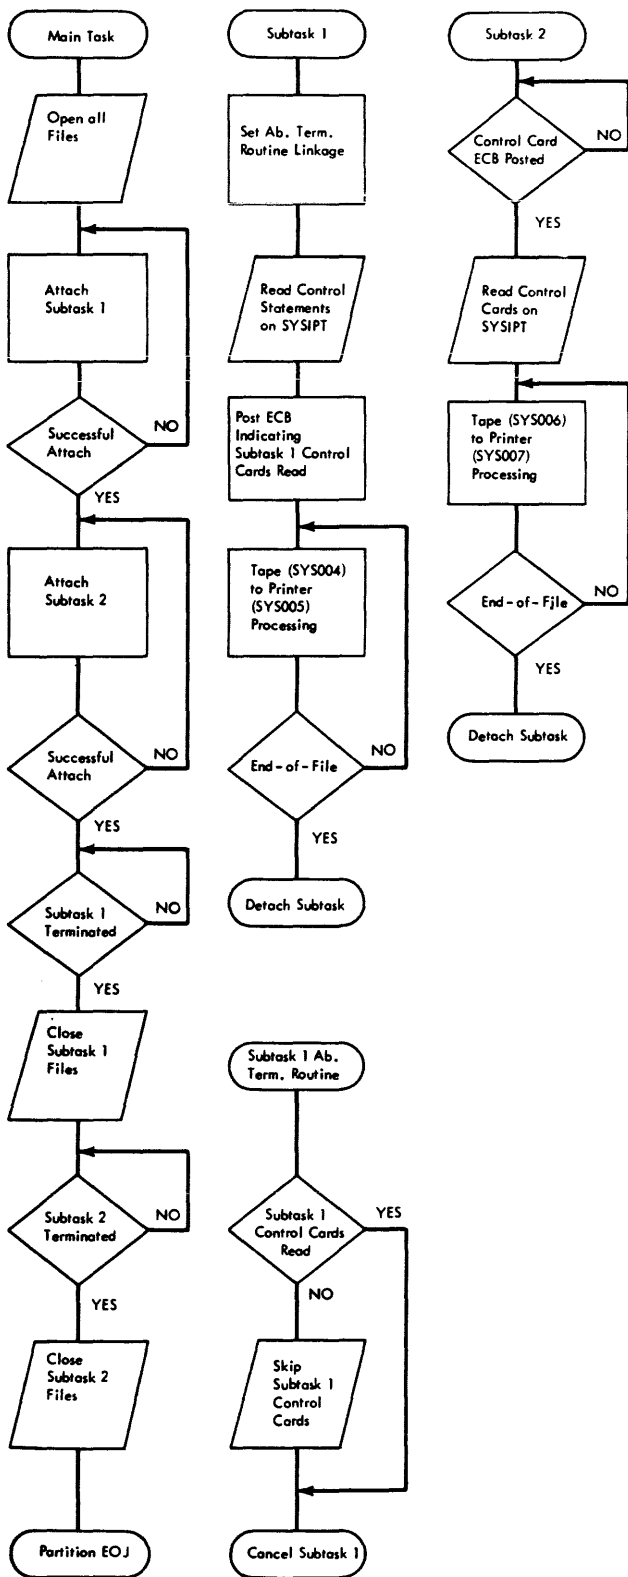 Main Task
Open all
Files
Attach
Subtask 1
Successful
Attach
NO
YES
Attach
Subtask 2
Successful
Attach
NO
YES
Subtask 1
Terminated
NO
YES
Close
Subtask 1
Files
Subtask 2
Terminated
NO
YES
Close
Subtask 2
Files
Partition EOJ
Subtask 1
Set Ab. Term.
Routine Linkage
Read Control
Statements
on SYSIPT
Post ECB
Indicating
Subtask 1 Control
Cards Read
Tape (SYS004)
to Printer
(SYS005)
Processing
End-of-File
NO
YES
Detach Subtask
Subtask 1 Ab.
Term. Routine
Subtask 1
Control Cards
Read
YES
NO
Skip
Subtask 1
Control
Cards
Cancel Subtask 1
Subtask 2
Control Card
ECB Posted
NO
YES
Read Control
Cards on
SYSIPT
Tape (SYS006)
to Printer
(SYS007)
Processing
End-of-File
NO
YES
Detach Subtask